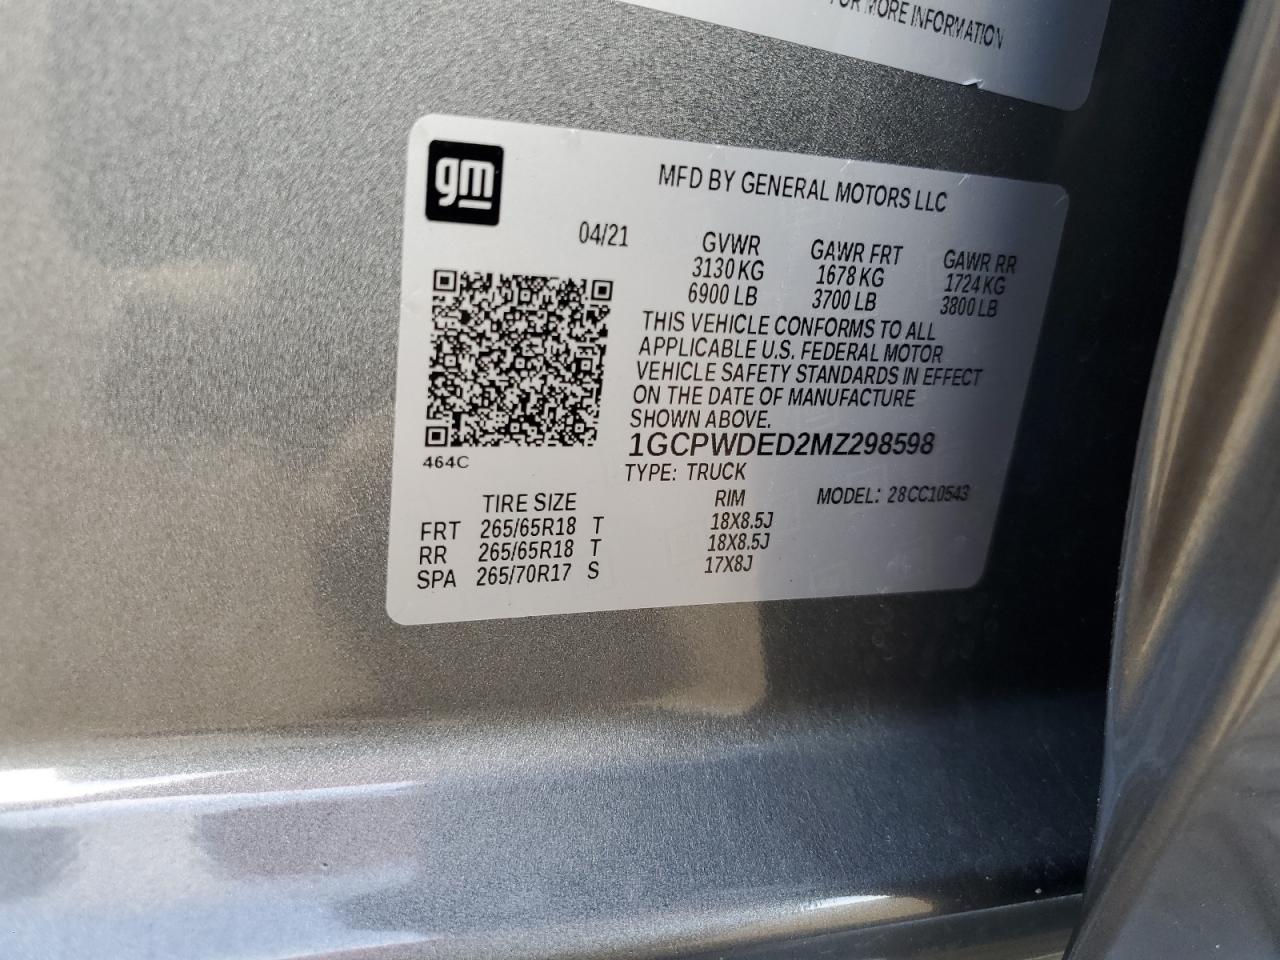 FOR MORE INFORMATION
gm
MFD BY GENERAL MOTORS LLC
04/21
GVWR GAWR FRT GAWR RR
3130 KG 1678 KG 1724 KG
6900 LB 3700 LB 3800 LB
THIS VEHICLE CONFORMS TO ALL
APPLICABLE U.S. FEDERAL MOTOR
VEHICLE SAFETY STANDARDS IN EFFECT
ON THE DATE OF MANUFACTURE
SHOWN ABOVE.
1GCPWDED2MZ298598
464C
TYPE: TRUCK
TIRE SIZE RIM MODEL: 28CC10543
FRT 265/65R18 T 18X8.5J
RR 265/65R18 T 18X8.5J
SPA 265/70R17 S 17X8J